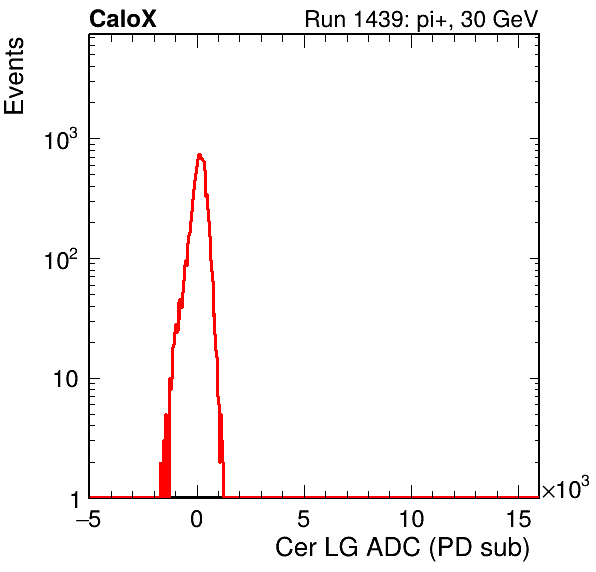 CaloX Run 1439: pi+, 30 GeV
Events
10³
10²
10
1
−5 0 5 10 15 ×10³
Cer LG ADC (PD sub)